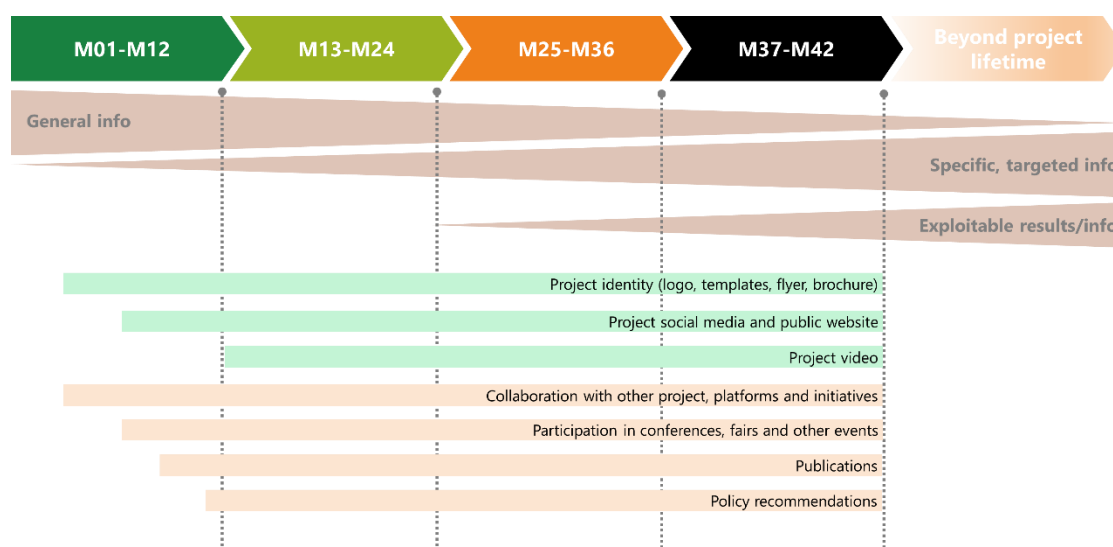 M01-M12
M13-M24
M25-M36
M37-M42
Beyond project
lifetime
General info
Specific, targeted info
Exploitable results/info
Project identity (logo, templates, flyer, brochure)
Project social media and public website
Project video
Collaboration with other project, platforms and initiatives
Participation in conferences, fairs and other events
Publications
Policy recommendations